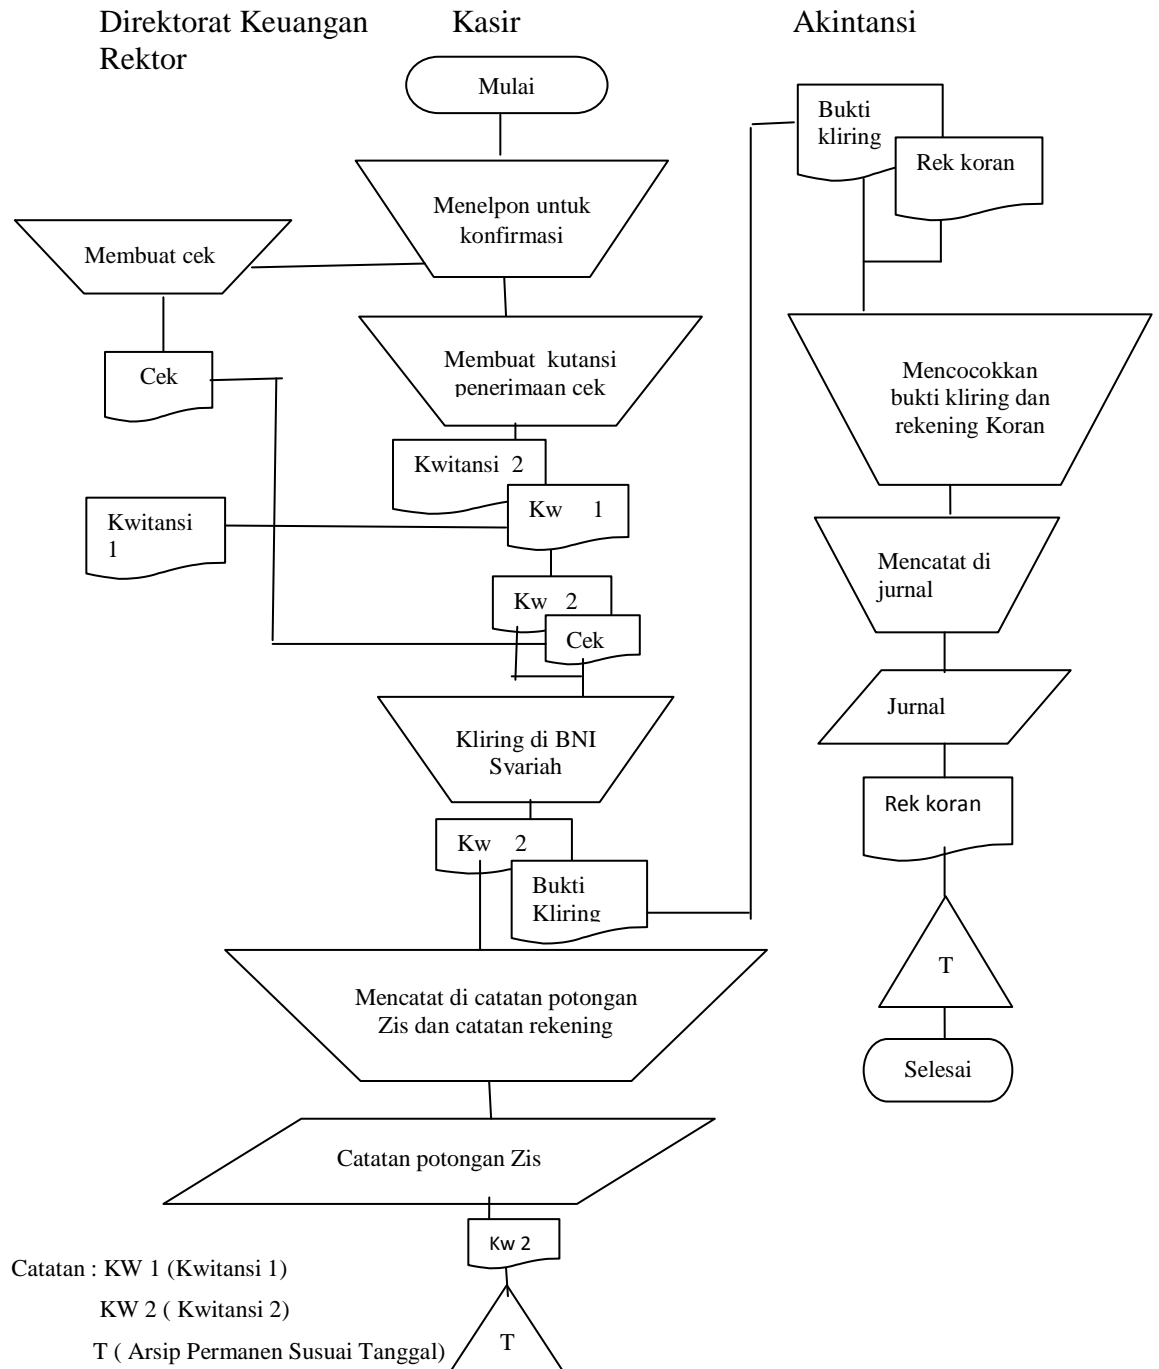 Direktorat Keuangan
Rektor
Kasir
Akintansi
Mulai
Menelpon untuk
konfirmasi
Membuat cek
Cek
Membuat kutansi
penerimaan cek
Kwitansi 2
Kw 1
Kwitansi
1
Kw 2
Cek
Kliring di BNI
Svariah
Kw 2
Bukti
Kliring
Mencatat di catatan potongan
Zis dan catatan rekening
Catatan potongan Zis
Kw 2
T
Bukti
kliring
Rek koran
Mencocokkan
bukti kliring dan
rekening Koran
Mencatat di
jurnal
Jurnal
Rek koran
T
Selesai
Catatan : KW 1 (Kwitansi 1)
KW 2 ( Kwitansi 2)
T ( Arsip Permanen Susuai Tanggal)